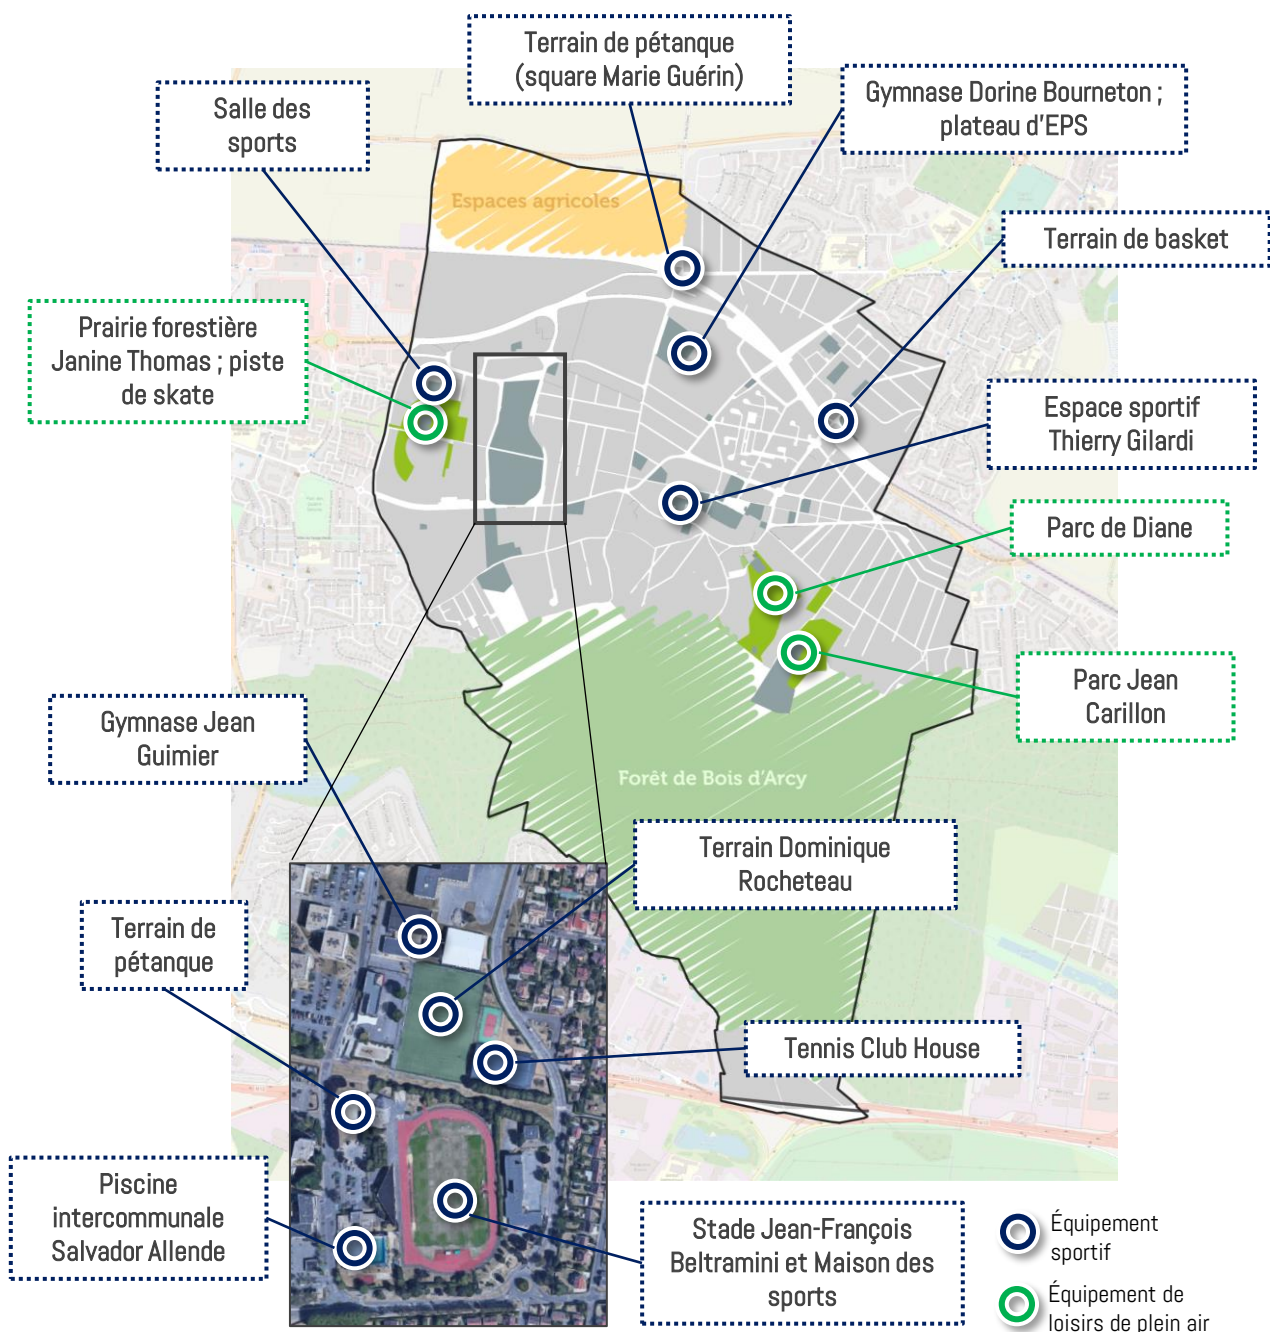 Terrain de pétanque
(square Marie Guérin)
Salle des
sports
Gymnase Dorine Bourneton ;
plateau d'EPS
Espaces agricoles
Terrain de basket
Prairie forestière
Janine Thomas ; piste
de skate
Espace sportif
Thierry Gilardi
Parc de Diane
Parc Jean
Carillon
Gymnase Jean
Guimier
Forêt de Bois d'Arcy
Terrain Dominique
Rocheteau
Terrain de
pétanque
Tennis Club House
Piscine
intercommunale
Salvador Allende
Stade Jean-François
Beltramini et Maison des
sports
Équipement
sportif
Équipement de
loisirs de plein air